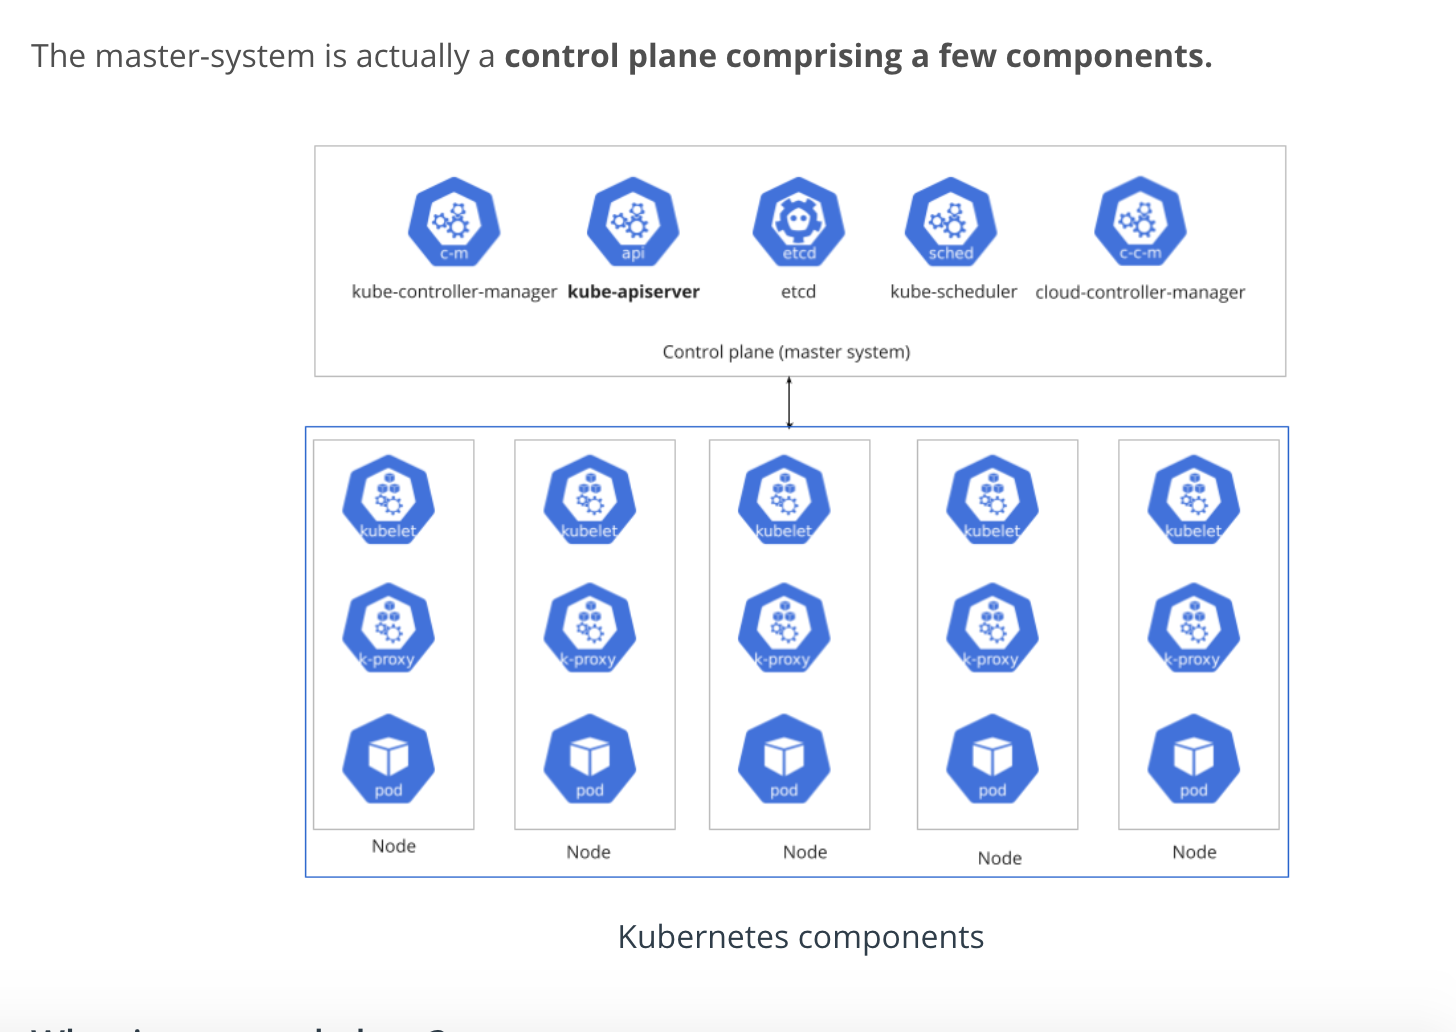 The master-system is actually a control plane comprising a few components.
c-m api etcd sched c-c-m
kube-controller-manager kube-apiserver etcd kube-scheduler cloud-controller-manager
Control plane (master system)
kubelet kubelet kubelet kubelet kubelet
k-proxy k-proxy k-proxy k-proxy k-proxy
pod pod pod pod pod
Node Node Node Node Node
Kubernetes components